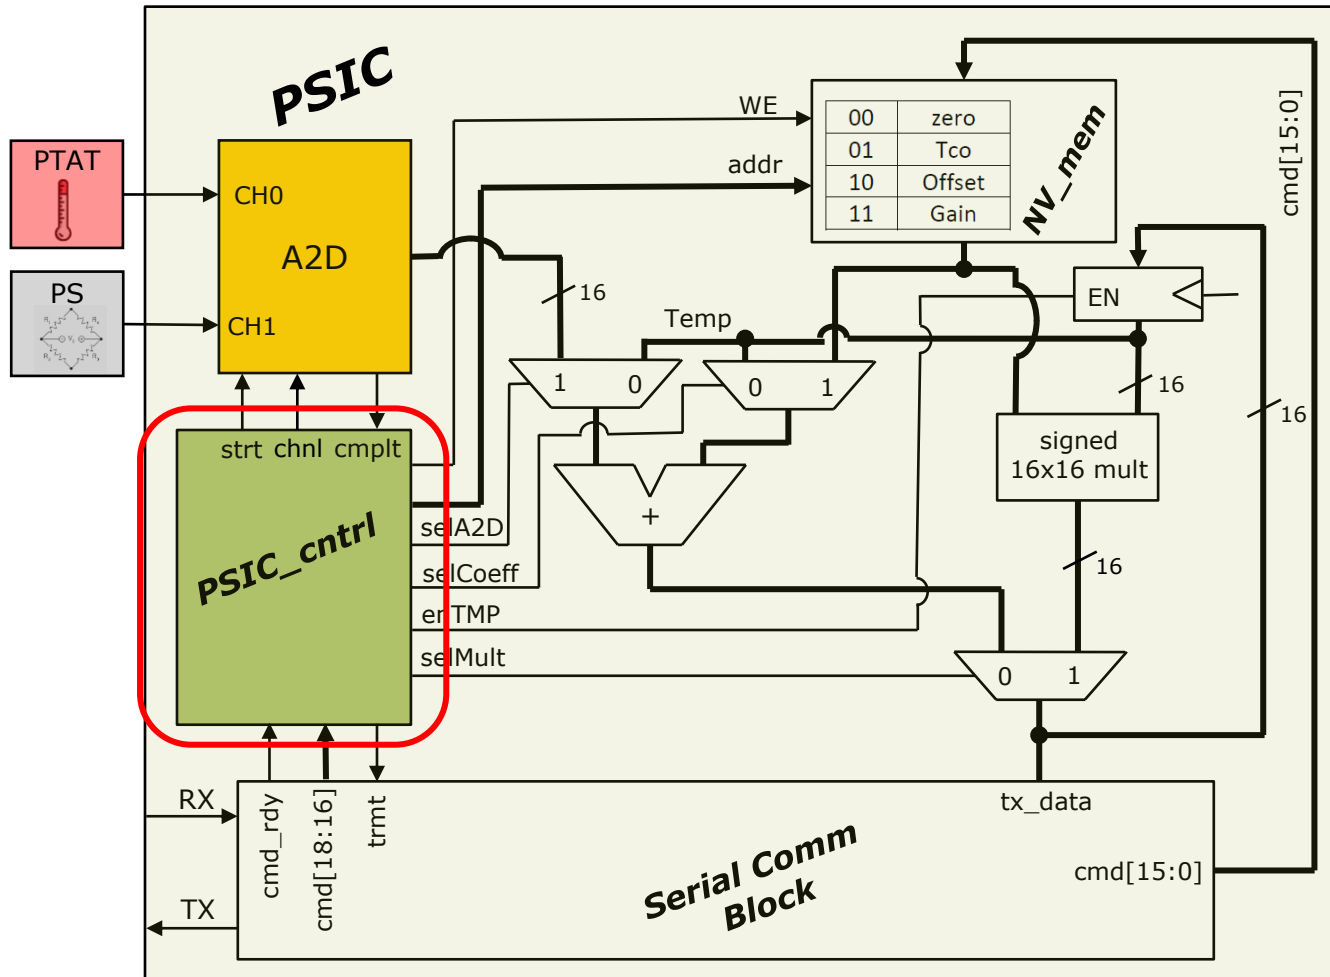 PSIC
PTAT
PS
CH0
A2D
CH1
WE
addr
00 zero
01 Tco
10 Offset
11 Gain
NV_mem
cmd[15:0]
16
Temp
EN
1 0
0 1
16
16
strt chnl cmplt
signed
16x16 mult
+
PSIC_cntrl
selA2D
selCoeff
enTMP
selMult
16
0 1
RX
TX
cmd_rdy
cmd[18:16]
trmt
tx_data
cmd[15:0]
Serial Comm
Block